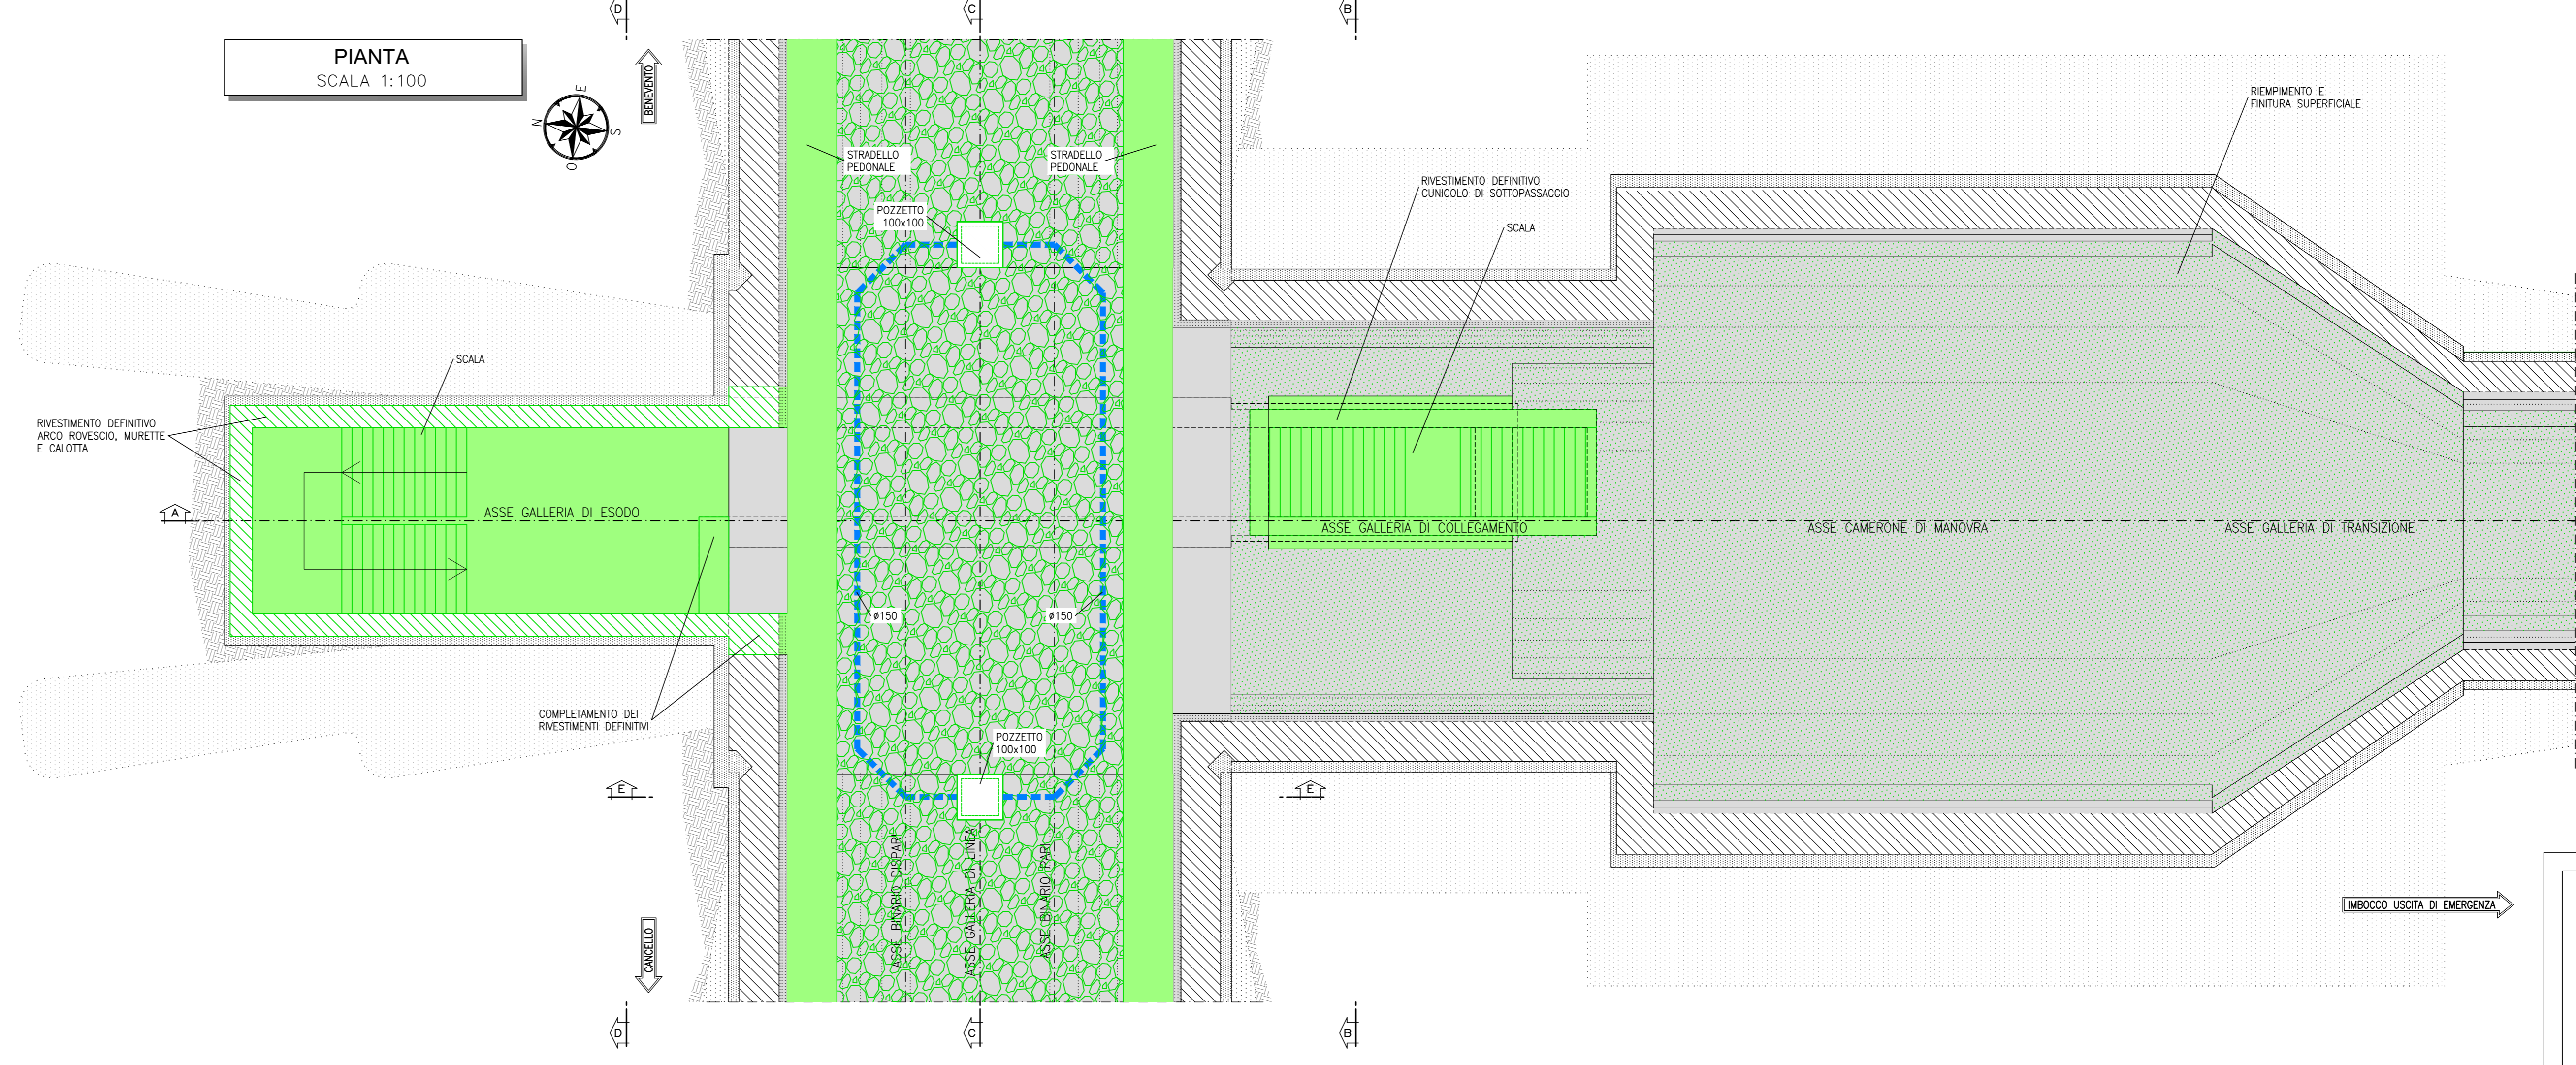 D
C
B
PIANTA
SCALA 1:100
N
E
S
O
BENEVENTO
STRADELLO
PEDONALE
STRADELLO
PEDONALE
POZZETTO
100x100
RIVESTIMENTO DEFINITIVO
CUNICOLO DI SOTTOPASSAGGIO
SCALA
RIEMPIMENTO E
FINITURA SUPERFICIALE
SCALA
RIVESTIMENTO DEFINITIVO
ARCO ROVESCIO, MURETTE
E CALOTTA
A
ASSE GALLERIA DI ESODO
ASSE GALLERIA DI COLLEGAMENTO
ASSE CAMERONE DI MANOVRA
ASSE GALLERIA DI TRANSIZIONE
ø150
ø150
COMPLETAMENTO DEI
RIVESTIMENTI DEFINITIVI
POZZETTO
100x100
E
E
ASSE BINARIO DISPARI
ASSE GALLERIA DI LINEA
ASSE BINARIO PARI
CANCELLO
IMBOCCO USCITA DI EMERGENZA
D
C
B